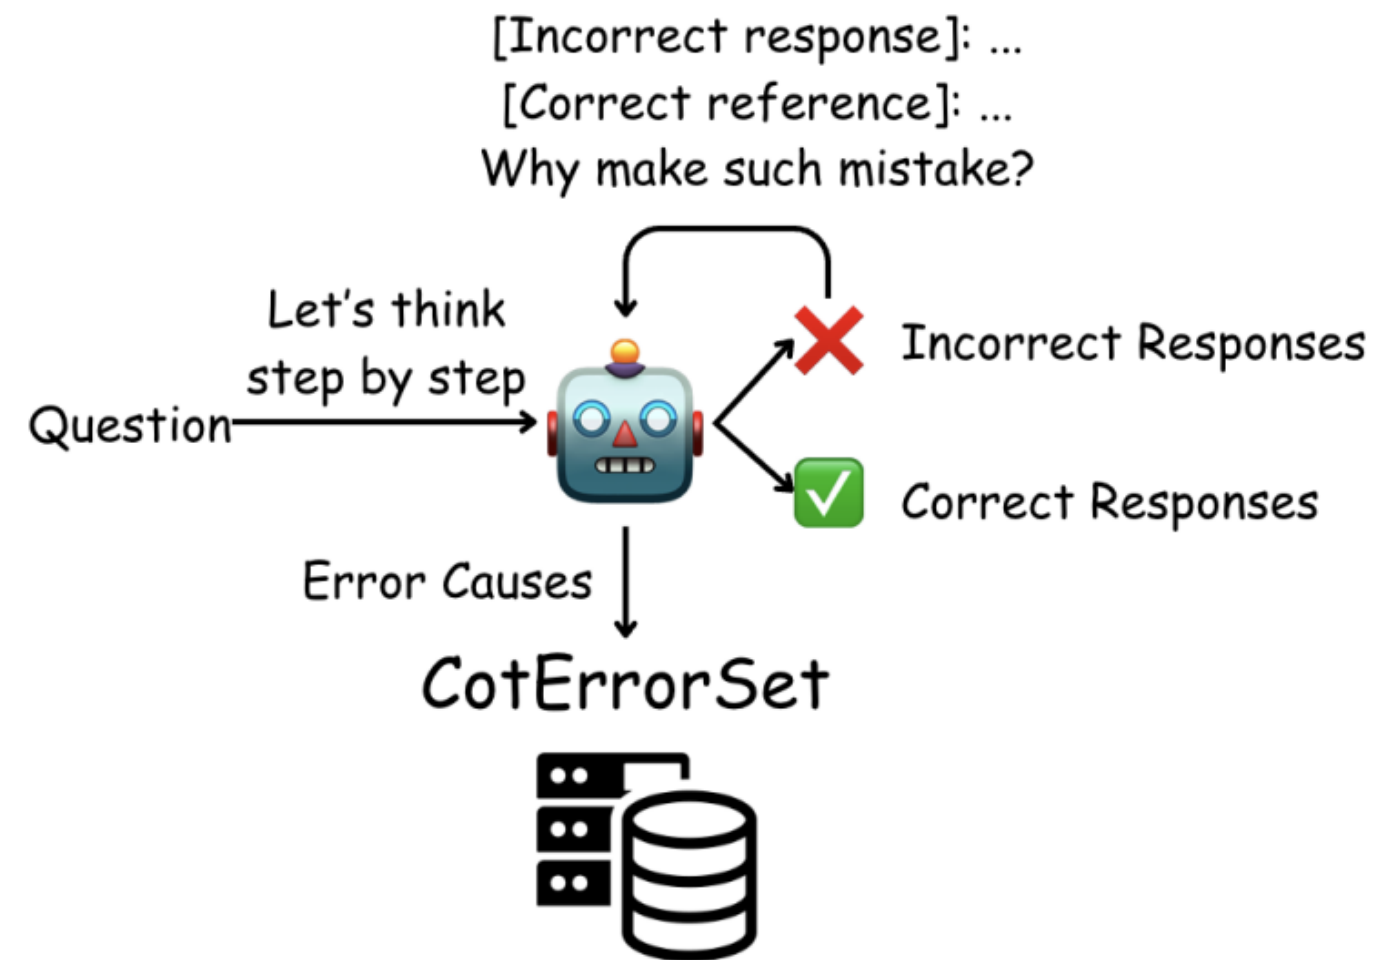 [Incorrect response]: ...
[Correct reference]: ...
Why make such mistake?
Let's think
step by step
Question
Incorrect Responses
Correct Responses
Error Causes
CotErrorSet